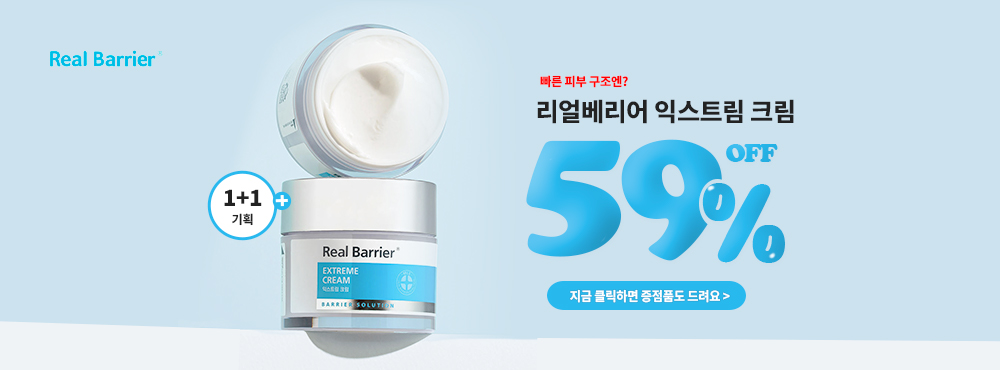 Real Barrier
빠른 피부 구조엔?
리얼베리어 익스트림 크림
59%
OFF
1+1
기획
+
Real Barrier
EXTREME
CREAM
익스트림 크림
BARRIER SOLUTION
지금 클릭하면 증점품도 드려요 >